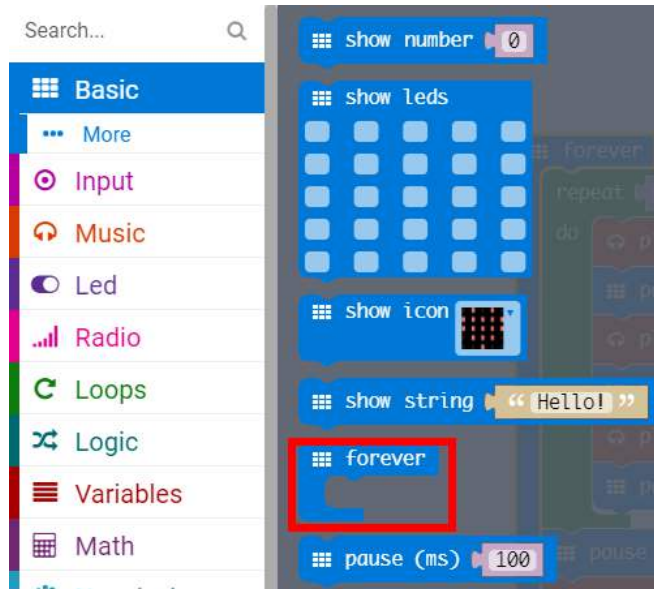 Search...
Basic
More
Input
Music
Led
Radio
Loops
Logic
Variables
Math
show number 0
show leds
show icon
show string “ Hello! ”
forever
pause (ms) 100
forever
repeat
do
pause